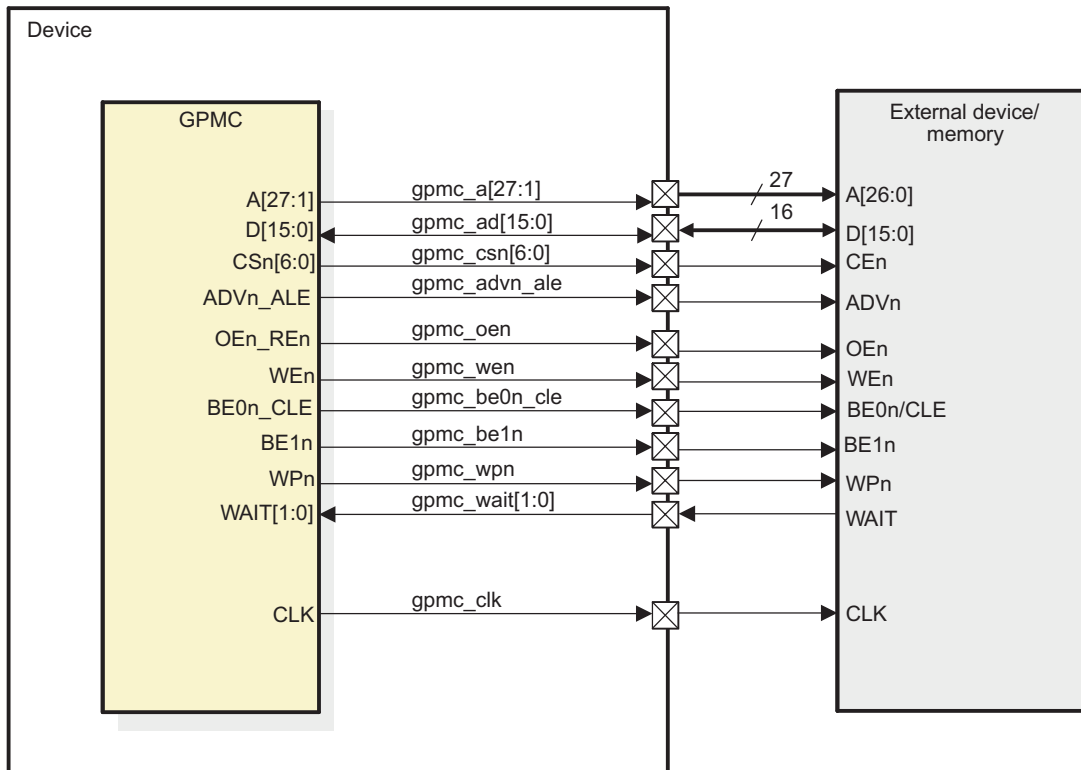 Device
GPMC
External device/
memory
A[27:1]
gpmc_a[27:1]
27
A[26:0]
D[15:0]
gpmc_ad[15:0]
16
D[15:0]
CSn[6:0]
gpmc_csn[6:0]
CEn
ADVn_ALE
gpmc_advn_ale
ADVn
OEn_REn
gpmc_oen
OEn
WEn
gpmc_wen
WEn
BE0n_CLE
gpmc_be0n_cle
BE0n/CLE
BE1n
gpmc_be1n
BE1n
WPn
gpmc_wpn
WPn
WAIT[1:0]
gpmc_wait[1:0]
WAIT
CLK
gpmc_clk
CLK